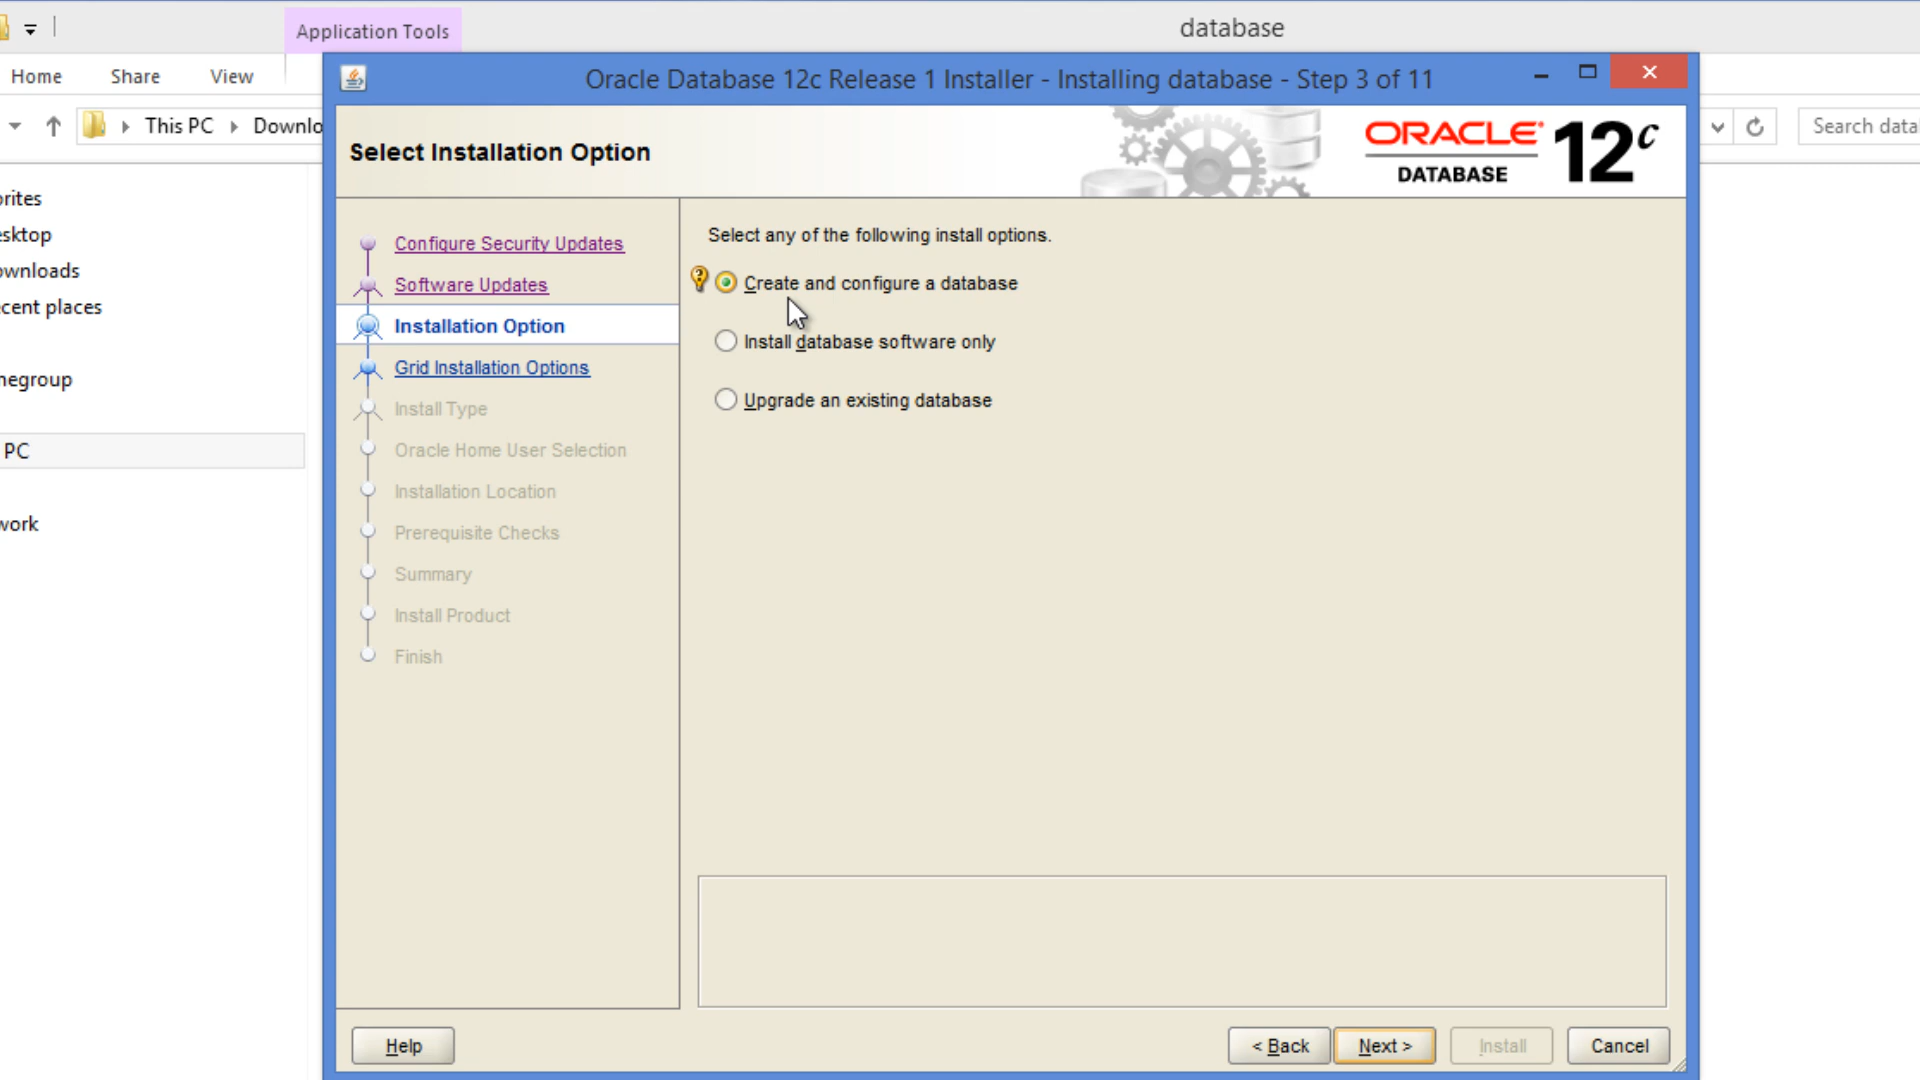 Application Tools
database
Home Share View
This PC Downlo
Search data
Oracle Database 12c Release 1 Installer - Installing database - Step 3 of 11
Select Installation Option
ORACLE
DATABASE
12c
rites
esktop
ownloads
cent places
negroup
PC
work
Configure Security Updates
Software Updates
Installation Option
Grid Installation Options
Install Type
Oracle Home User Selection
Installation Location
Prerequisite Checks
Summary
Install Product
Finish
Select any of the following install options.
Create and configure a database
Install database software only
Upgrade an existing database
Help
< Back
Next >
Install
Cancel